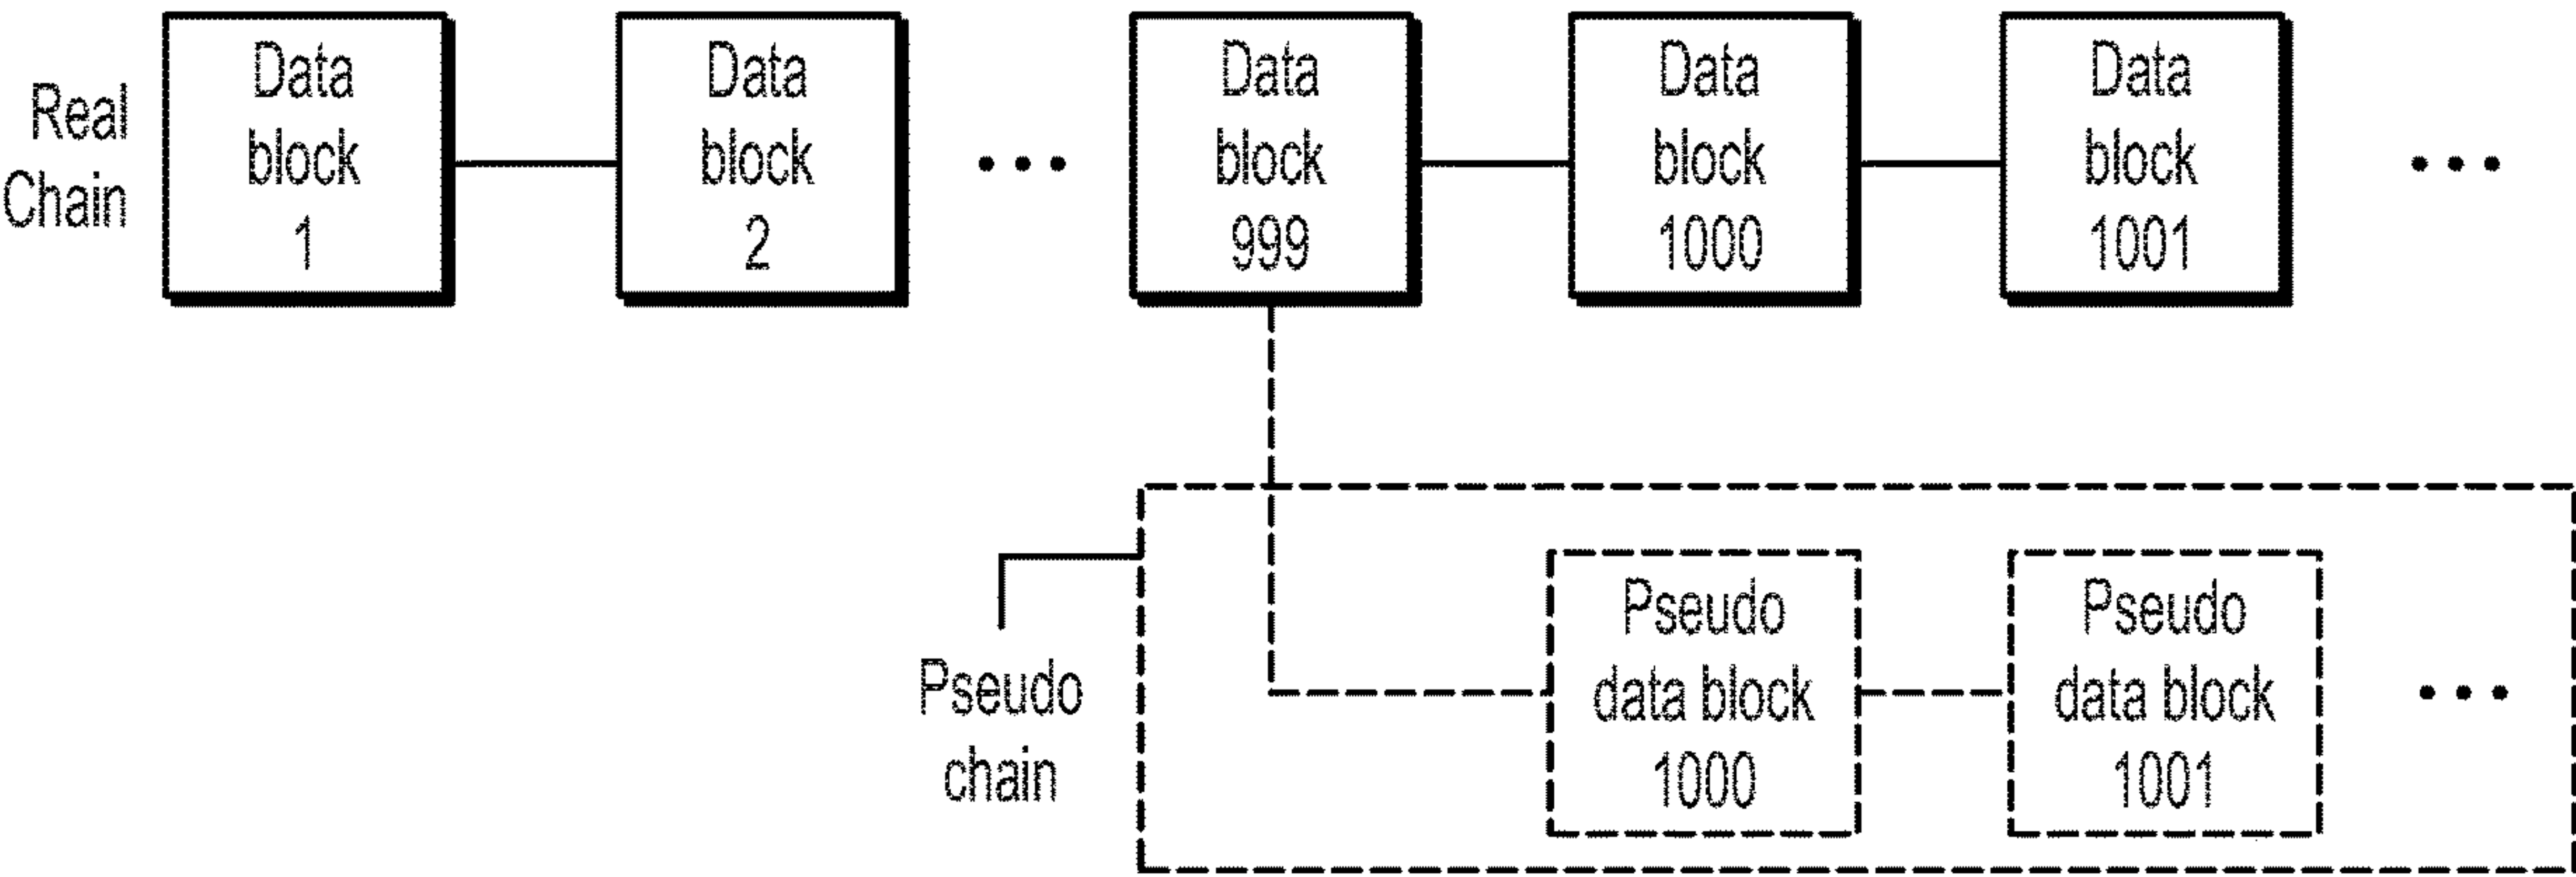 Real
Chain
Data
block
1
Data
block
2
...
Data
block
999
Data
block
1000
Data
block
1001
...
Pseudo
chain
Pseudo
data block
1000
Pseudo
data block
1001
...